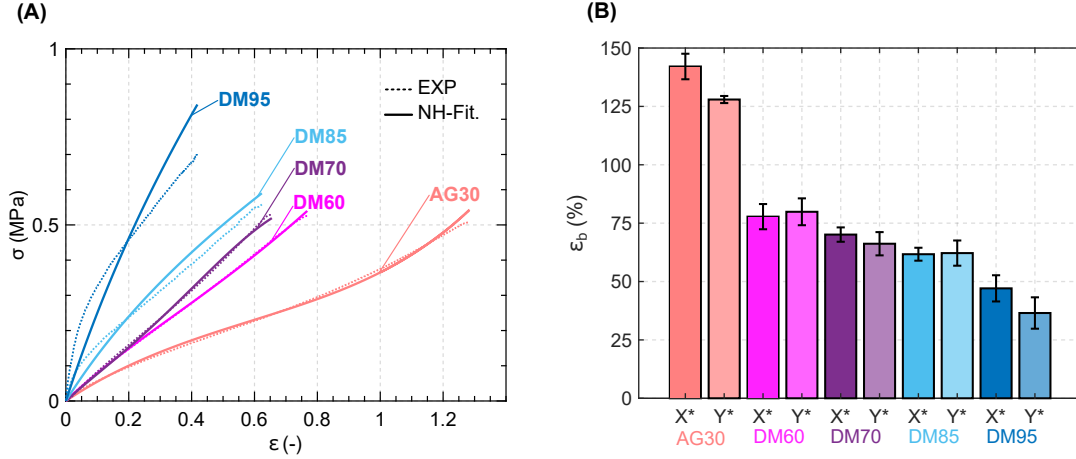 (A)
1
0.5
0
0 0.2 0.4 0.6 0.8 1 1.2
σ (MPa)
ε (-)
EXP
NH-Fit.
DM95
DM85
DM70
DM60
AG30
(B)
150
125
100
75
50
25
0
ε_b (%)
X* Y* X* Y* X* Y* X* Y* X* Y*
AG30 DM60 DM70 DM85 DM95